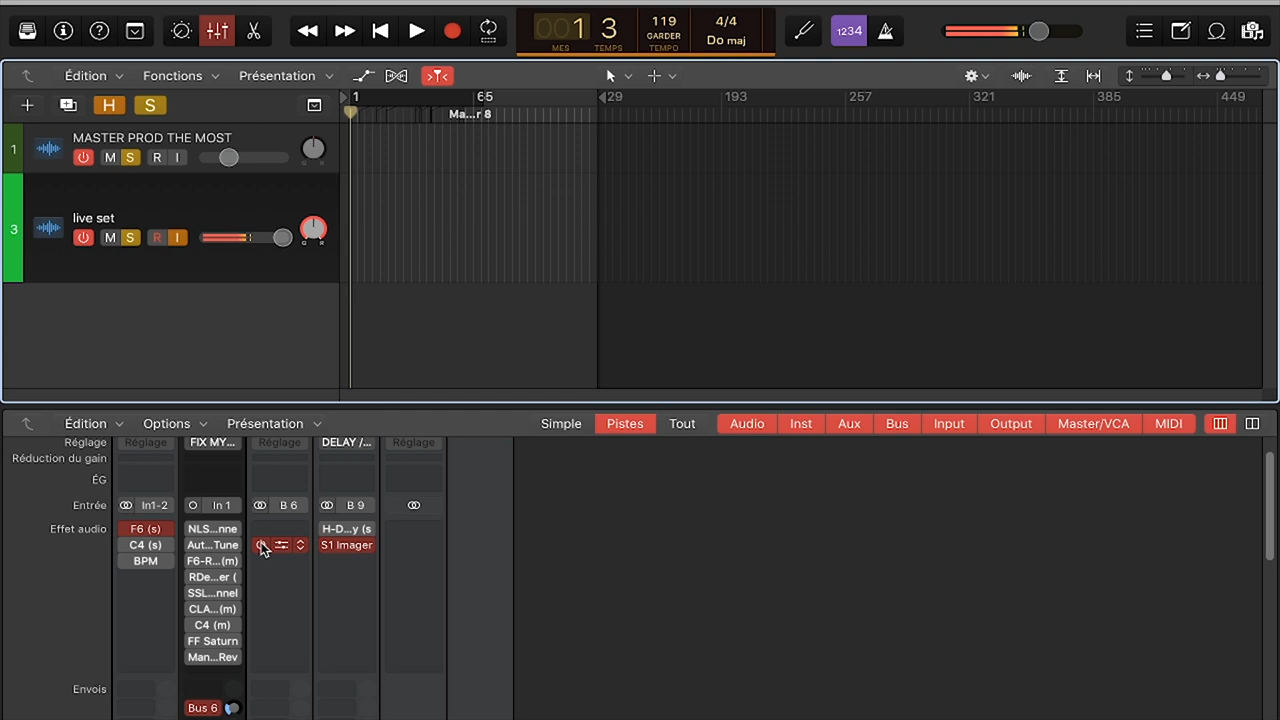 001 3
MES TEMPS
119
GARDER
TEMPO
4/4
Do maj
1234
Édition Fonctions Présentation
H S
1 65 129 193 257 321 385 449
Ma...r 8
1 MASTER PROD THE MOST
M S R I
G R
3 live set
M S R I
G R
Édition Options Présentation Simple Pistes Tout Audio Inst Aux Bus Input Output Master/VCA MIDI
Réglage Réglage FIX MY... Réglage DELAY /... Réglage
Réduction du gain
ÉG
Entrée In1-2 In 1 B 6 B 9
Effet audio F6 (s) NLS...nne H-D...y (s
C4 (s) Aut...Tune S1 Imager
BPM F6-R...(m)
RDe...er (
SSL...nnel
CLA...(m)
C4 (m)
FF Saturn
Man...Rev
Envois
Bus 6